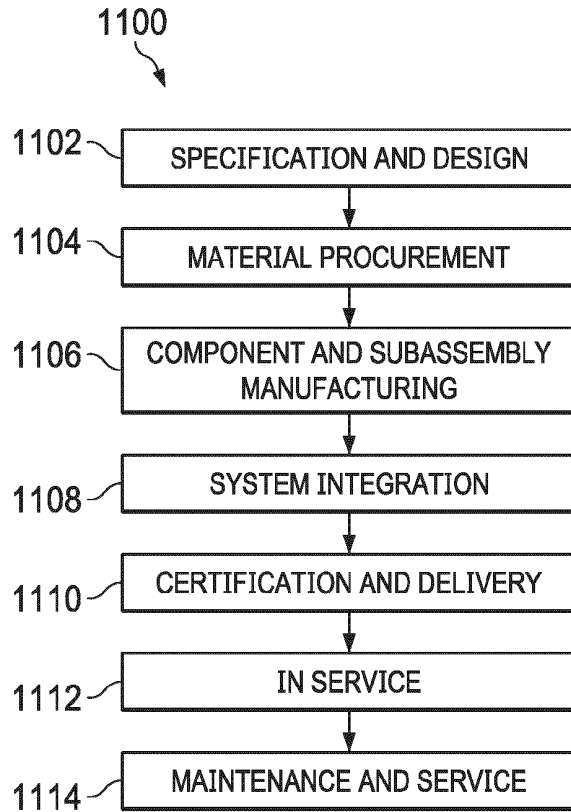 1100
1102
SPECIFICATION AND DESIGN
1104
MATERIAL PROCUREMENT
1106
COMPONENT AND SUBASSEMBLY
MANUFACTURING
1108
SYSTEM INTEGRATION
1110
CERTIFICATION AND DELIVERY
1112
IN SERVICE
1114
MAINTENANCE AND SERVICE